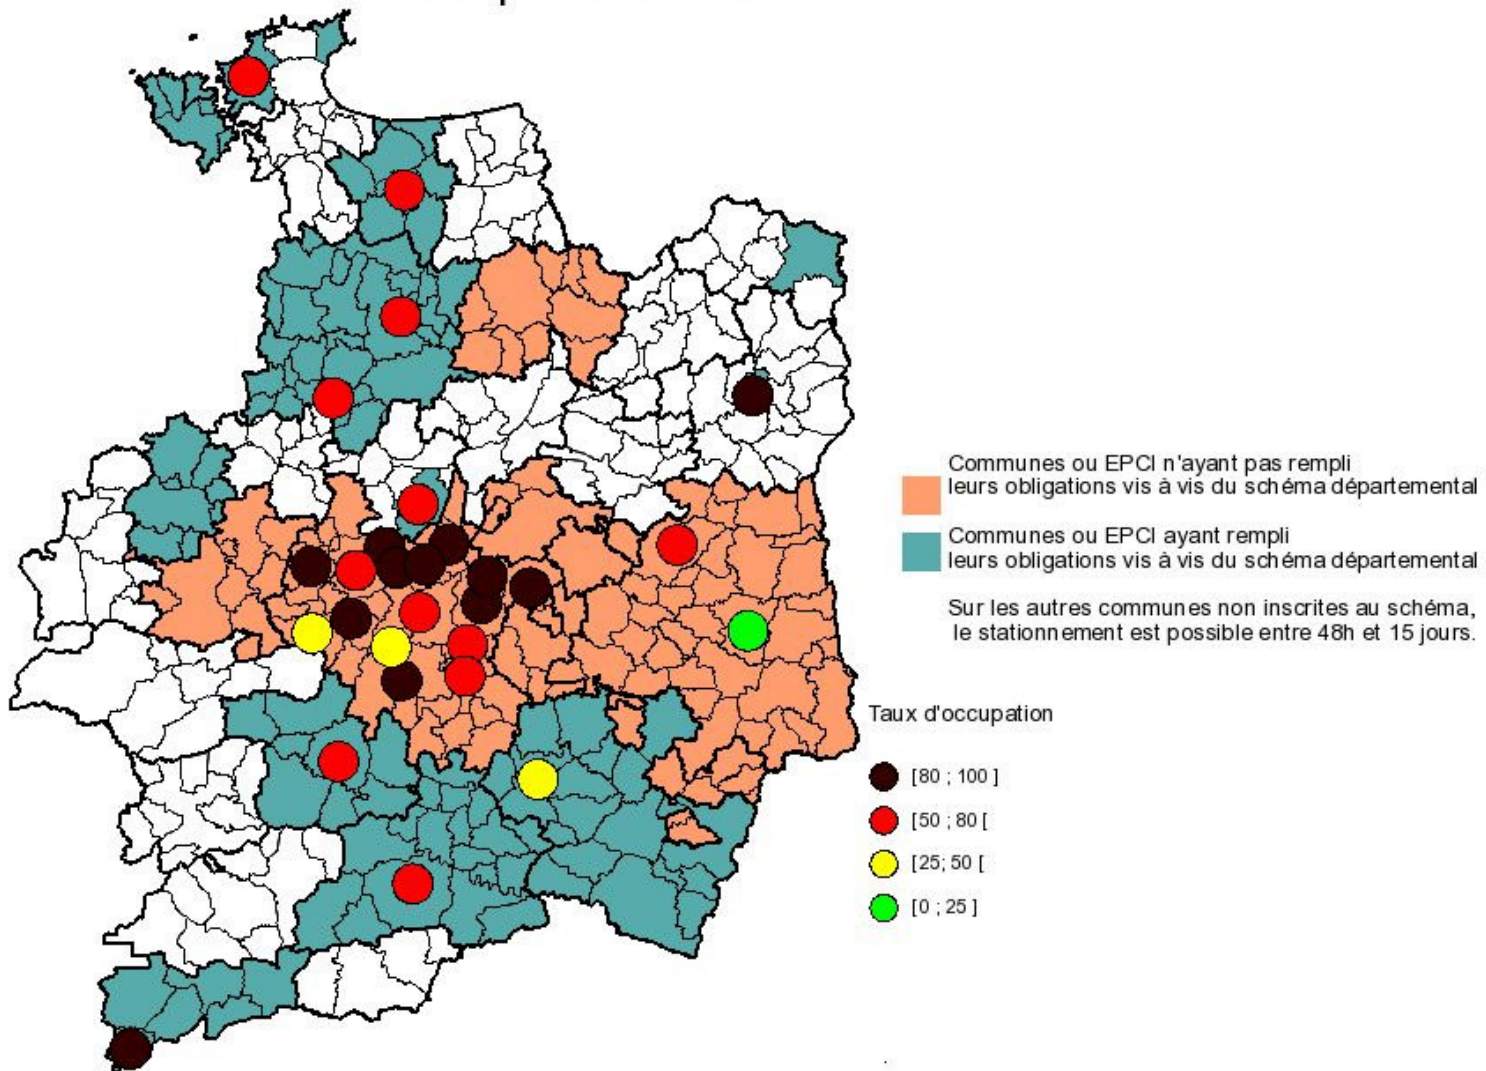 Communes ou EPCI n'ayant pas rempli
leurs obligations vis à vis du schéma départemental
Communes ou EPCI ayant rempli
leurs obligations vis à vis du schéma départemental
Sur les autres communes non inscrites au schéma,
le stationnement est possible entre 48h et 15 jours.
Taux d'occupation
[80 ; 100 ]
[50 ; 80 [
[25; 50 [
[0 ; 25 ]